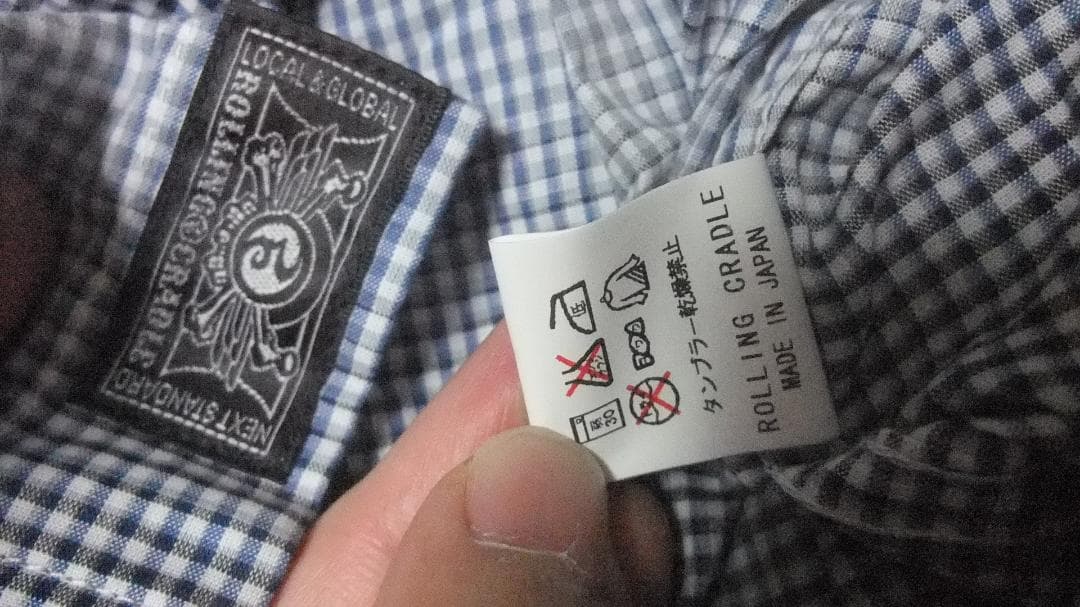 LOCAL & GLOBAL
ROLLING CRADLE
NEXT STANDARD
30
タンブラー乾燥禁止
ROLLING CRADLE
MADE IN JAPAN